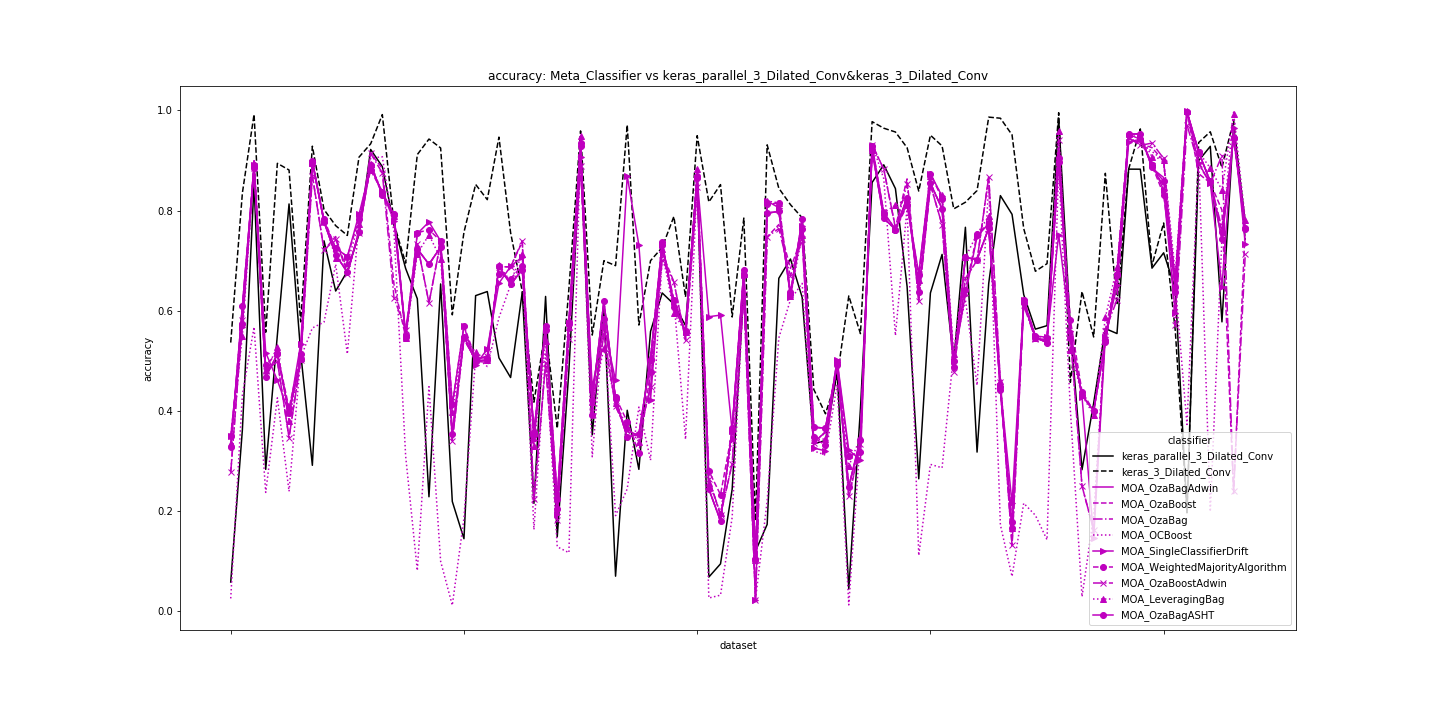 accuracy: Meta_Classifier vs keras_parallel_3_Dilated_Conv&keras_3_Dilated_Conv
1.0
0.8
0.6
0.4
0.2
0.0
accuracy
dataset
classifier
keras_parallel_3_Dilated_Conv
keras_3_Dilated_Conv
MOA_OzaBagAdwin
MOA_OzaBoost
MOA_OzaBag
MOA_OCBoost
MOA_SingleClassifierDrift
MOA_WeightedMajorityAlgorithm
MOA_OzaBoostAdwin
MOA_LeveragingBag
MOA_OzaBagASHT